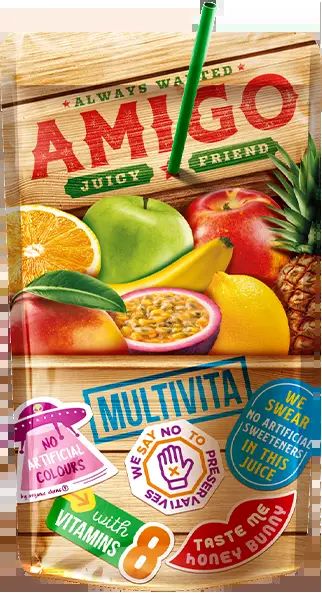 ALWAYS WANTED
AMIGO
JUICY FRIEND
MULTIVITA
NO
ARTIFICIAL
COLOURS
WE SAY NO TO PRESERVATIVES
WE
SWEAR
NO ARTIFICIAL
SWEETENERS
IN THIS
JUICE
with
VITAMINS 8
TASTE ME
HONEY BUNNY